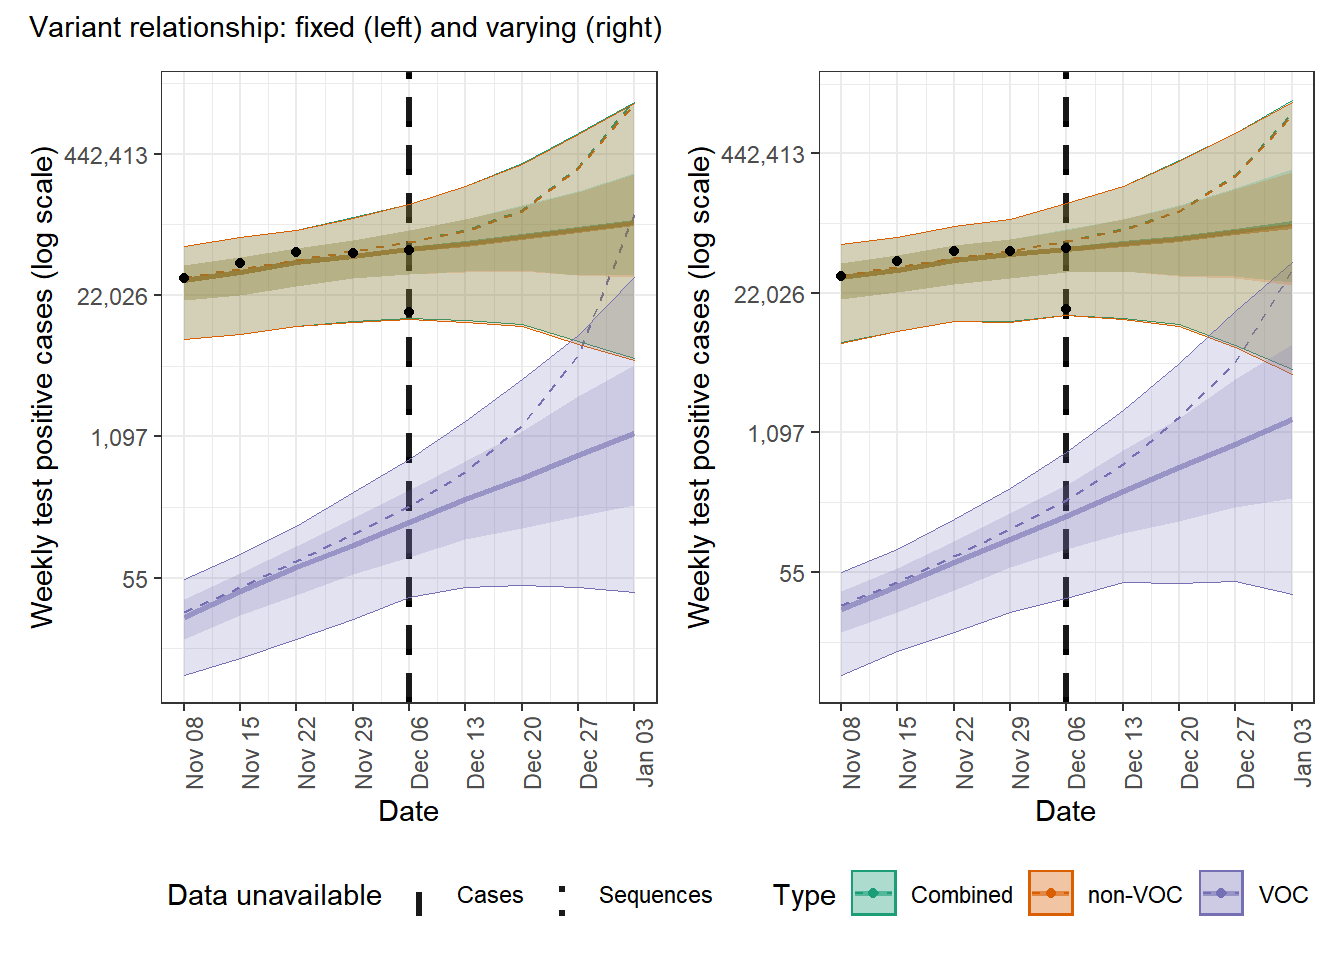 Variant relationship: fixed (left) and varying (right)
Weekly test positive cases (log scale)
442,413
22,026
1,097
55
Nov 08
Nov 15
Nov 22
Nov 29
Dec 06
Dec 13
Dec 20
Dec 27
Jan 03
Date
Weekly test positive cases (log scale)
442,413
22,026
1,097
55
Nov 08
Nov 15
Nov 22
Nov 29
Dec 06
Dec 13
Dec 20
Dec 27
Jan 03
Date
Data unavailable Cases Sequences Type Combined non-VOC VOC